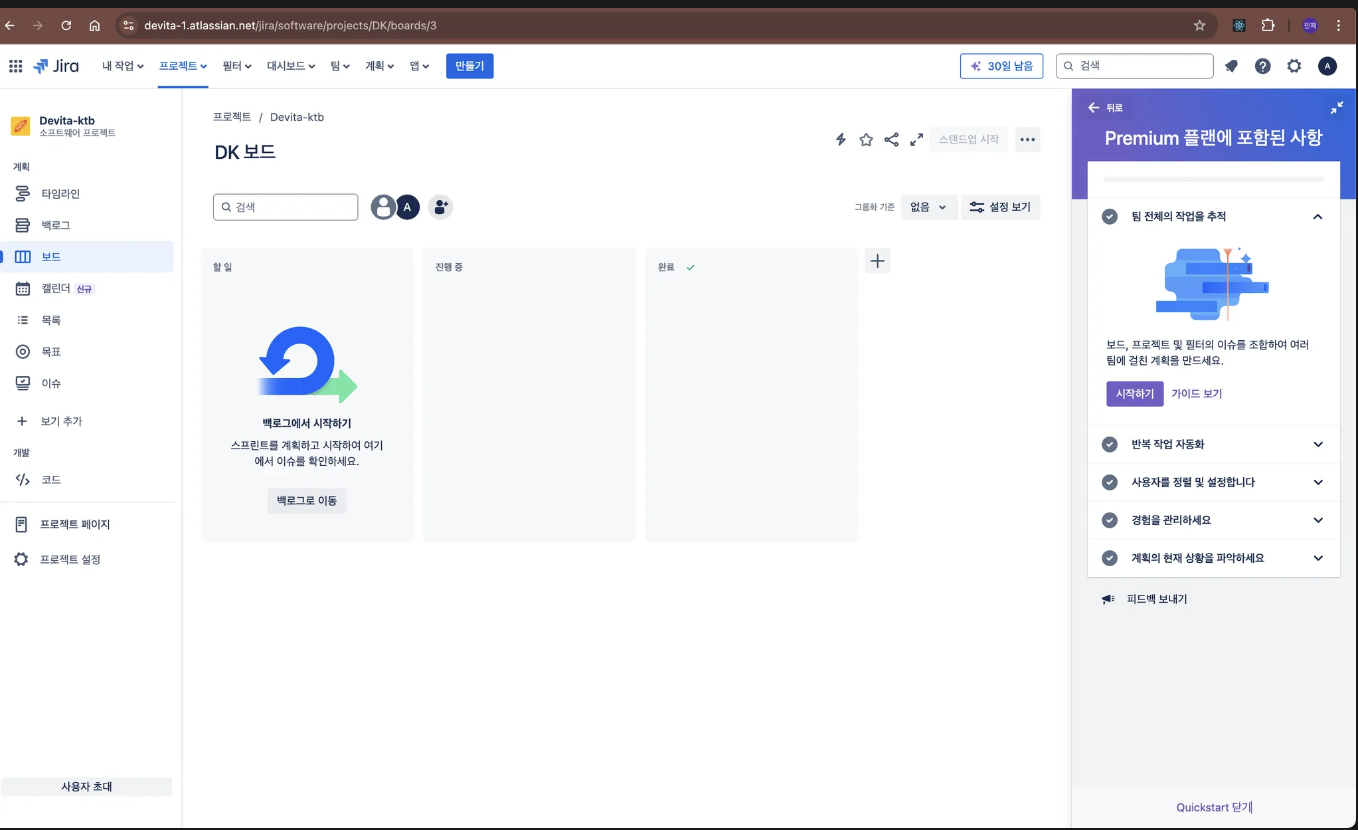 devita-1.atlassian.net/jira/software/projects/DK/boards/3
민제
Jira
내 작업
프로젝트
필터
대시보드
팀
계획
앱
만들기
30일 남음
검색
A
Devita-ktb
소프트웨어 프로젝트
계획
타임라인
백로그
보드
캘린더 신규
목록
목표
이슈
보기 추가
개발
코드
프로젝트 페이지
프로젝트 설정
사용자 초대
프로젝트 / Devita-ktb
DK 보드
스탠드업 시작
검색
A
그룹화 기준
없음
설정 보기
할 일
백로그에서 시작하기
스프린트를 계획하고 시작하여 여기
에서 이슈를 확인하세요.
백로그로 이동
진행 중
완료
뒤로
Premium 플랜에 포함된 사항
팀 전체의 작업을 추적
보드, 프로젝트 및 필터의 이슈를 조합하여 여러
팀에 걸친 계획을 만드세요.
시작하기 가이드 보기
반복 작업 자동화
사용자를 정렬 및 설정합니다
경험을 관리하세요
계획의 현재 상황을 파악하세요
피드백 보내기
Quickstart 닫기